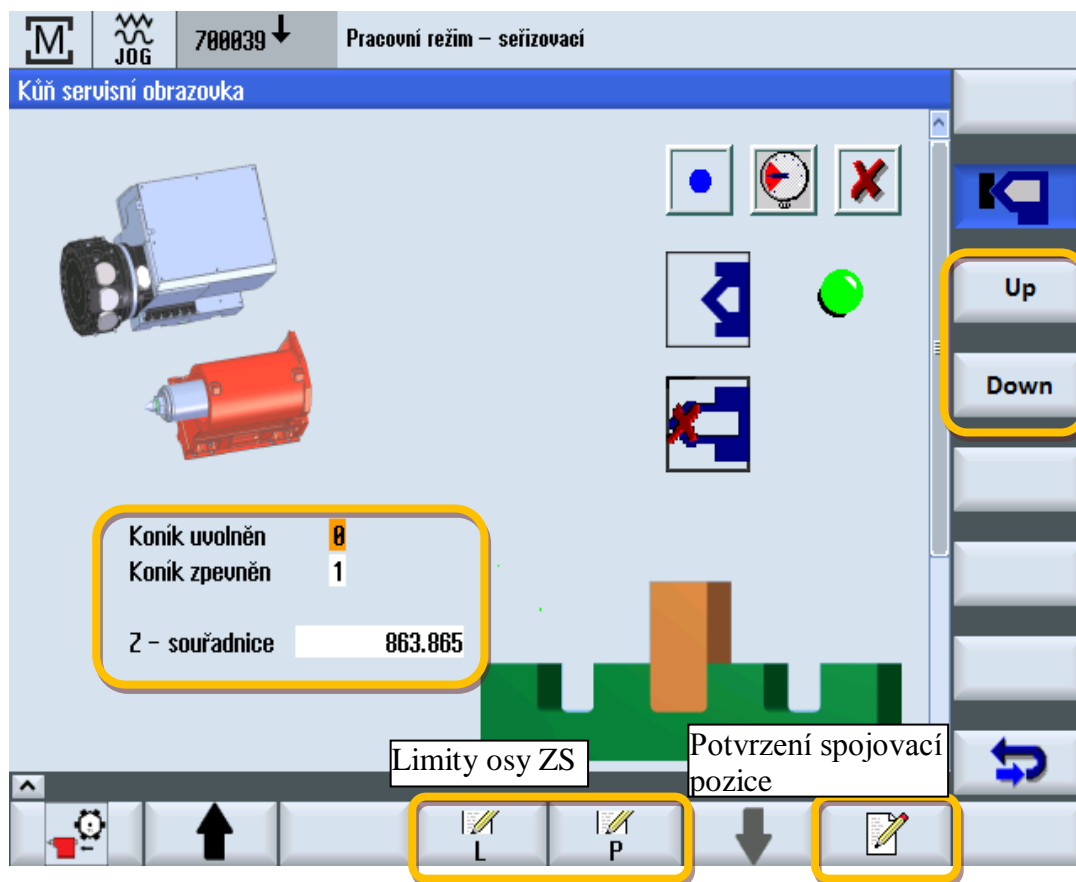 M
JOG
700039
Pracovní režim – seřizovací
Kůň servisní obrazovka
Up
Down
Koník uvolněn 0
Koník zpevněn 1
Z – souřadnice 863.865
Limity osy ZS
Potvrzení spojovací
pozice
L
P